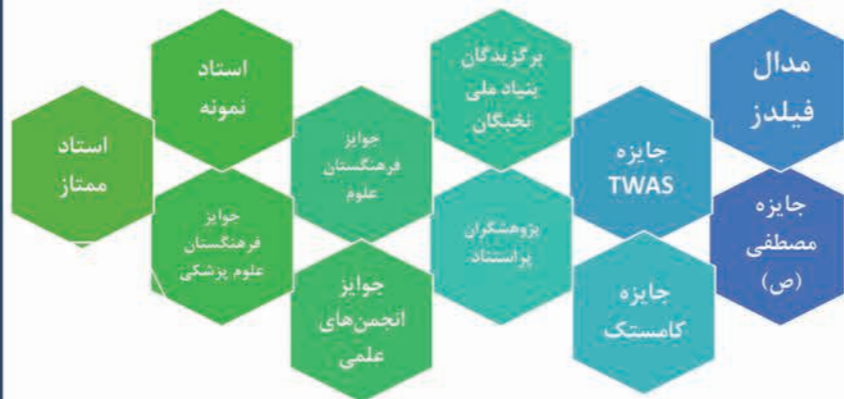 مدال
فیلدز
جایزه
مصطفی
(ص)
جایزه
TWAS
جایزه
کامستک
برگزیدگان
بنیاد ملی
نخبگان
پژوهشگران
پراستناد
جوایز
فرهنگستان
علوم
جوایز
انجمن‌های
علمی
استاد
نمونه
جوایز
فرهنگستان
علوم پزشکی
استاد
ممتاز